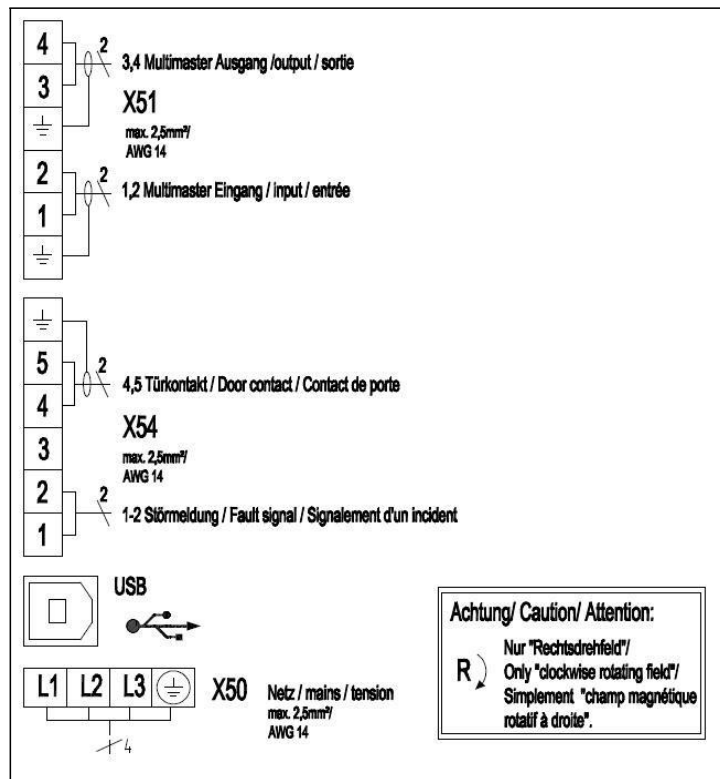 4
2
3,4 Multimaster Ausgang /output / sortie
3
X51
max. 2,5mm²/
AWG 14
2
2
1,2 Multimaster Eingang / input / entrée
1
5
2
4,5 Türkontakt / Door contact / Contact de porte
4
X54
3
max. 2,5mm²/
AWG 14
2
2
1-2 Störmeldung / Fault signal / Signalement d'un incident
1
USB
L1 L2 L3
X50 Netz / mains / tension
max. 2,5mm²/
AWG 14
4
Achtung/ Caution/ Attention:
Nur "Rechtsdrehfeld"/
R Only "clockwise rotating field"/
Simplement "champ magnétique
rotatif à droite".